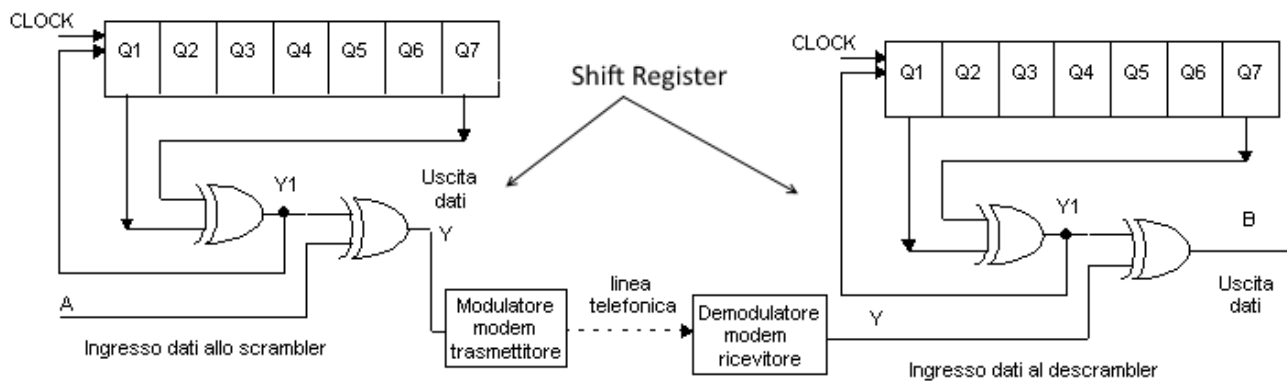 CLOCK
Q1 Q2 Q3 Q4 Q5 Q6 Q7
Shift Register
CLOCK
Q1 Q2 Q3 Q4 Q5 Q6 Q7
Y1
Uscita
dati
Y
A
Ingresso dati allo scrambler
Modulatore
modem
trasmettitore
linea
telefonica
Demodulatore
modem
ricevitore
Y1
B
Uscita
dati
Y
Ingresso dati al descrambler